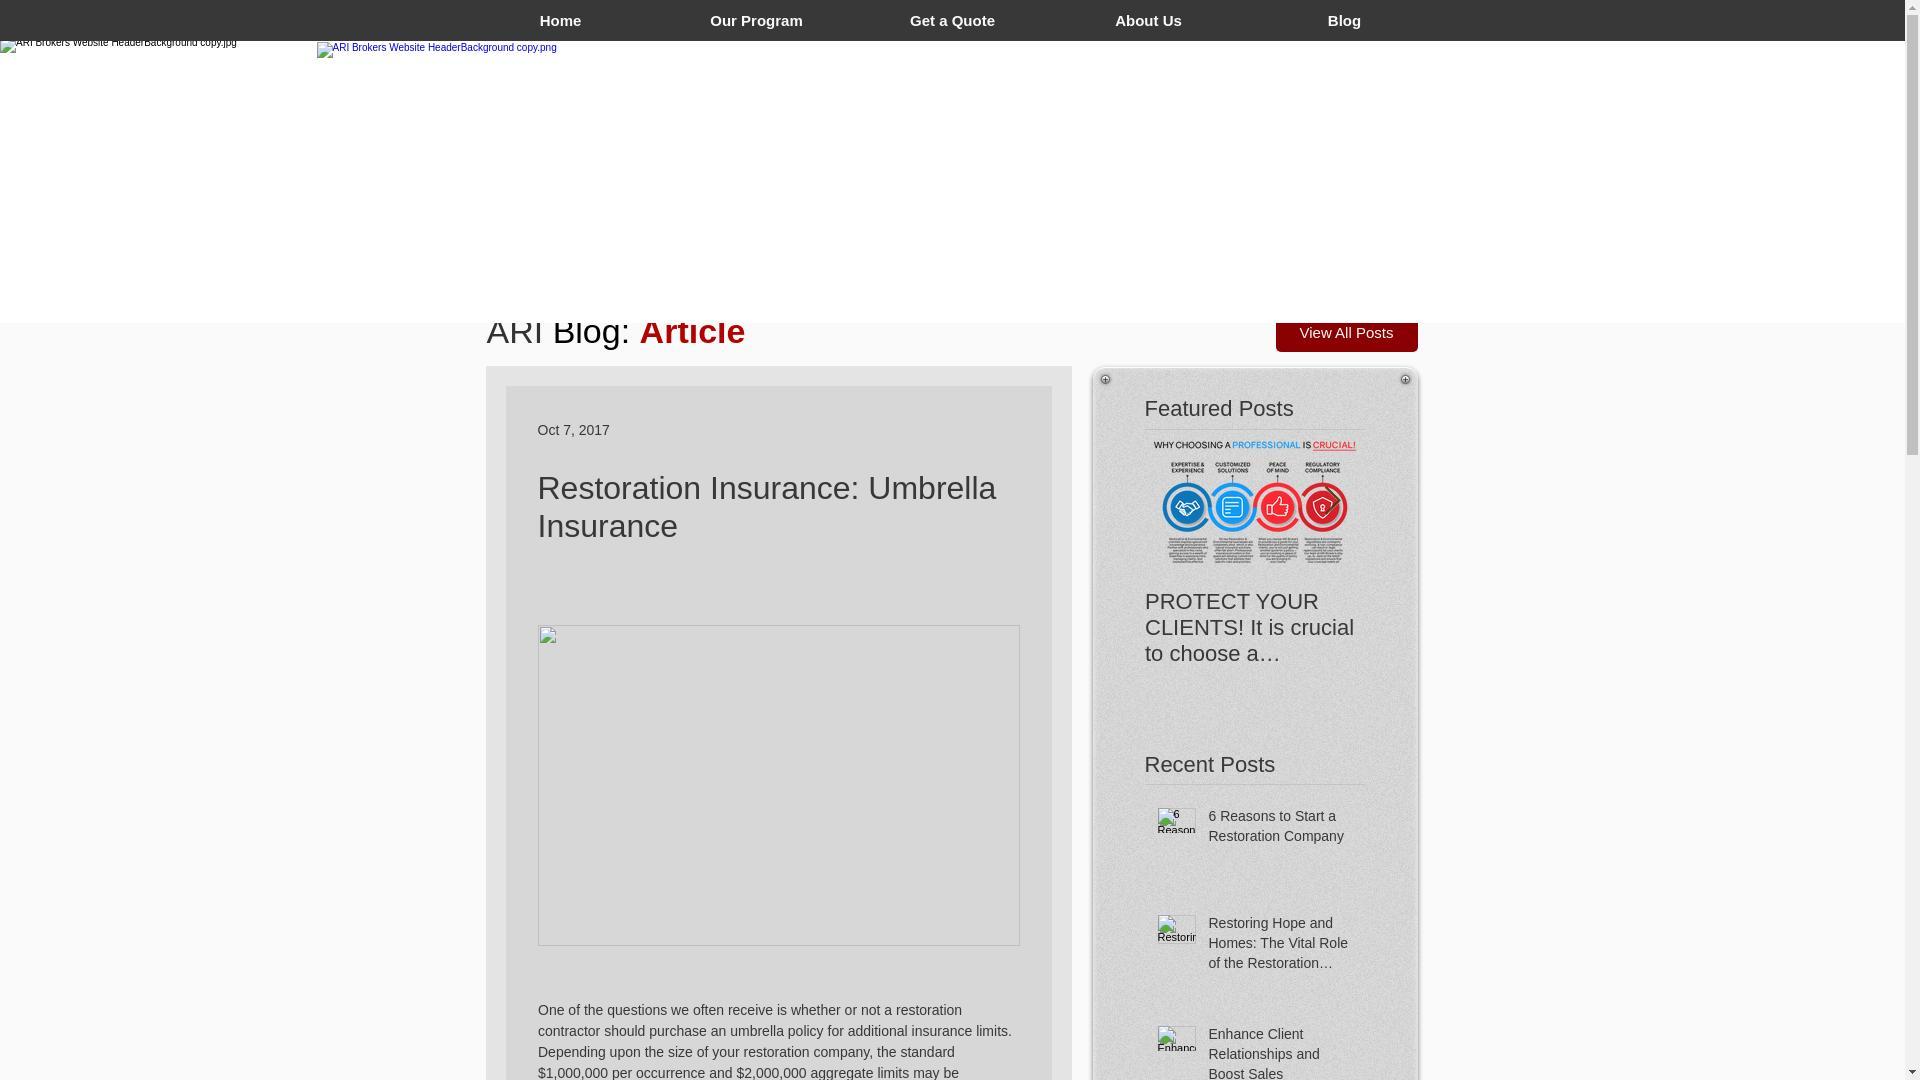 Home
Our Program
Get a Quote
About Us
Blog
ARI Brokers Website HeaderBackground copy.jpg
ARI Brokers Website HeaderBackground copy.png
ARI Blog: Article
View All Posts
Oct 7, 2017
Restoration Insurance: Umbrella
Insurance
One of the questions we often receive is whether or not a restoration
contractor should purchase an umbrella policy for additional insurance limits.
Depending upon the size of your restoration company, the standard
$1,000,000 per occurrence and $2,000,000 aggregate limits may be
Featured Posts
WHY CHOOSING A PROFESSIONAL IS CRUCIAL!
EXPERTISE &
EXPERIENCE
CUSTOMIZED
SOLUTIONS
PEACE
OF MIND
REGULATORY
COMPLIANCE
PROTECT YOUR
CLIENTS! It is crucial
to choose a…
Recent Posts
6
Reason
6 Reasons to Start a
Restoration Company
Restorin
Restoring Hope and
Homes: The Vital Role
of the Restoration…
Enhance
Enhance Client
Relationships and
Boost Sales